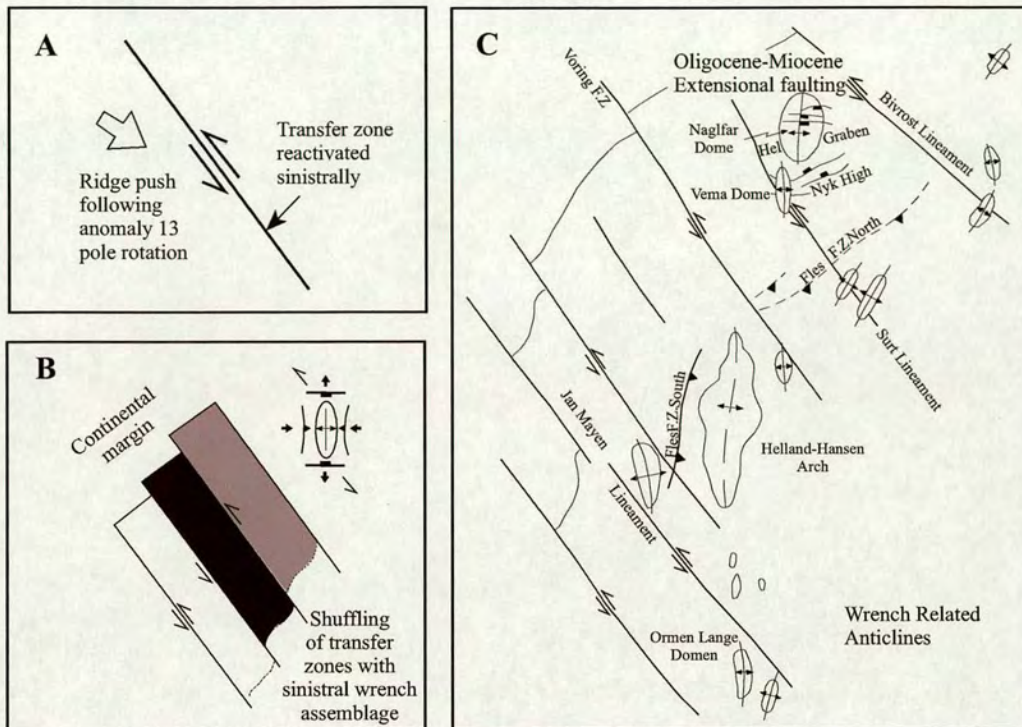 A
Transfer zone
reactivated
sinistrally
Ridge push
following
anomaly 13
pole rotation
B
Continental
margin
Shuffling
of transfer
zones with
sinistral wrench
assemblage
C
Voring F.Z
Oligocene-Miocene
Extensional faulting
Bivrost Lineament
Naglfar
Dome
Hel
Graben
Vema Dome
Nyk High
Fles F.Z.North
Surt Lineament
FlesF.Z.South
Jan Mayen
Lineament
Helland-Hansen
Arch
Ormen Lange
Domen
Wrench Related
Anticlines